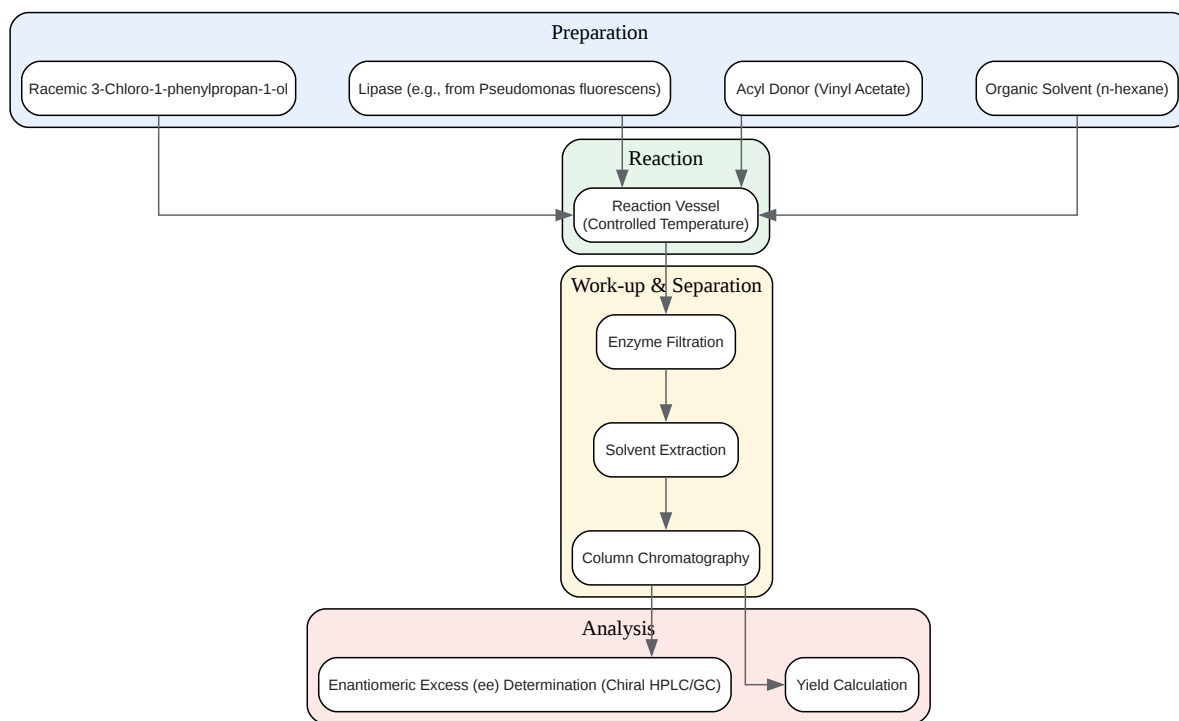 Preparation
Racemic 3-Chloro-1-phenylpropan-1-ol
Lipase (e.g., from Pseudomonas fluorescens)
Acyl Donor (Vinyl Acetate)
Organic Solvent (n-hexane)
Reaction
Reaction Vessel
(Controlled Temperature)
Work-up & Separation
Enzyme Filtration
Solvent Extraction
Column Chromatography
Analysis
Enantiomeric Excess (ee) Determination (Chiral HPLC/GC)
Yield Calculation